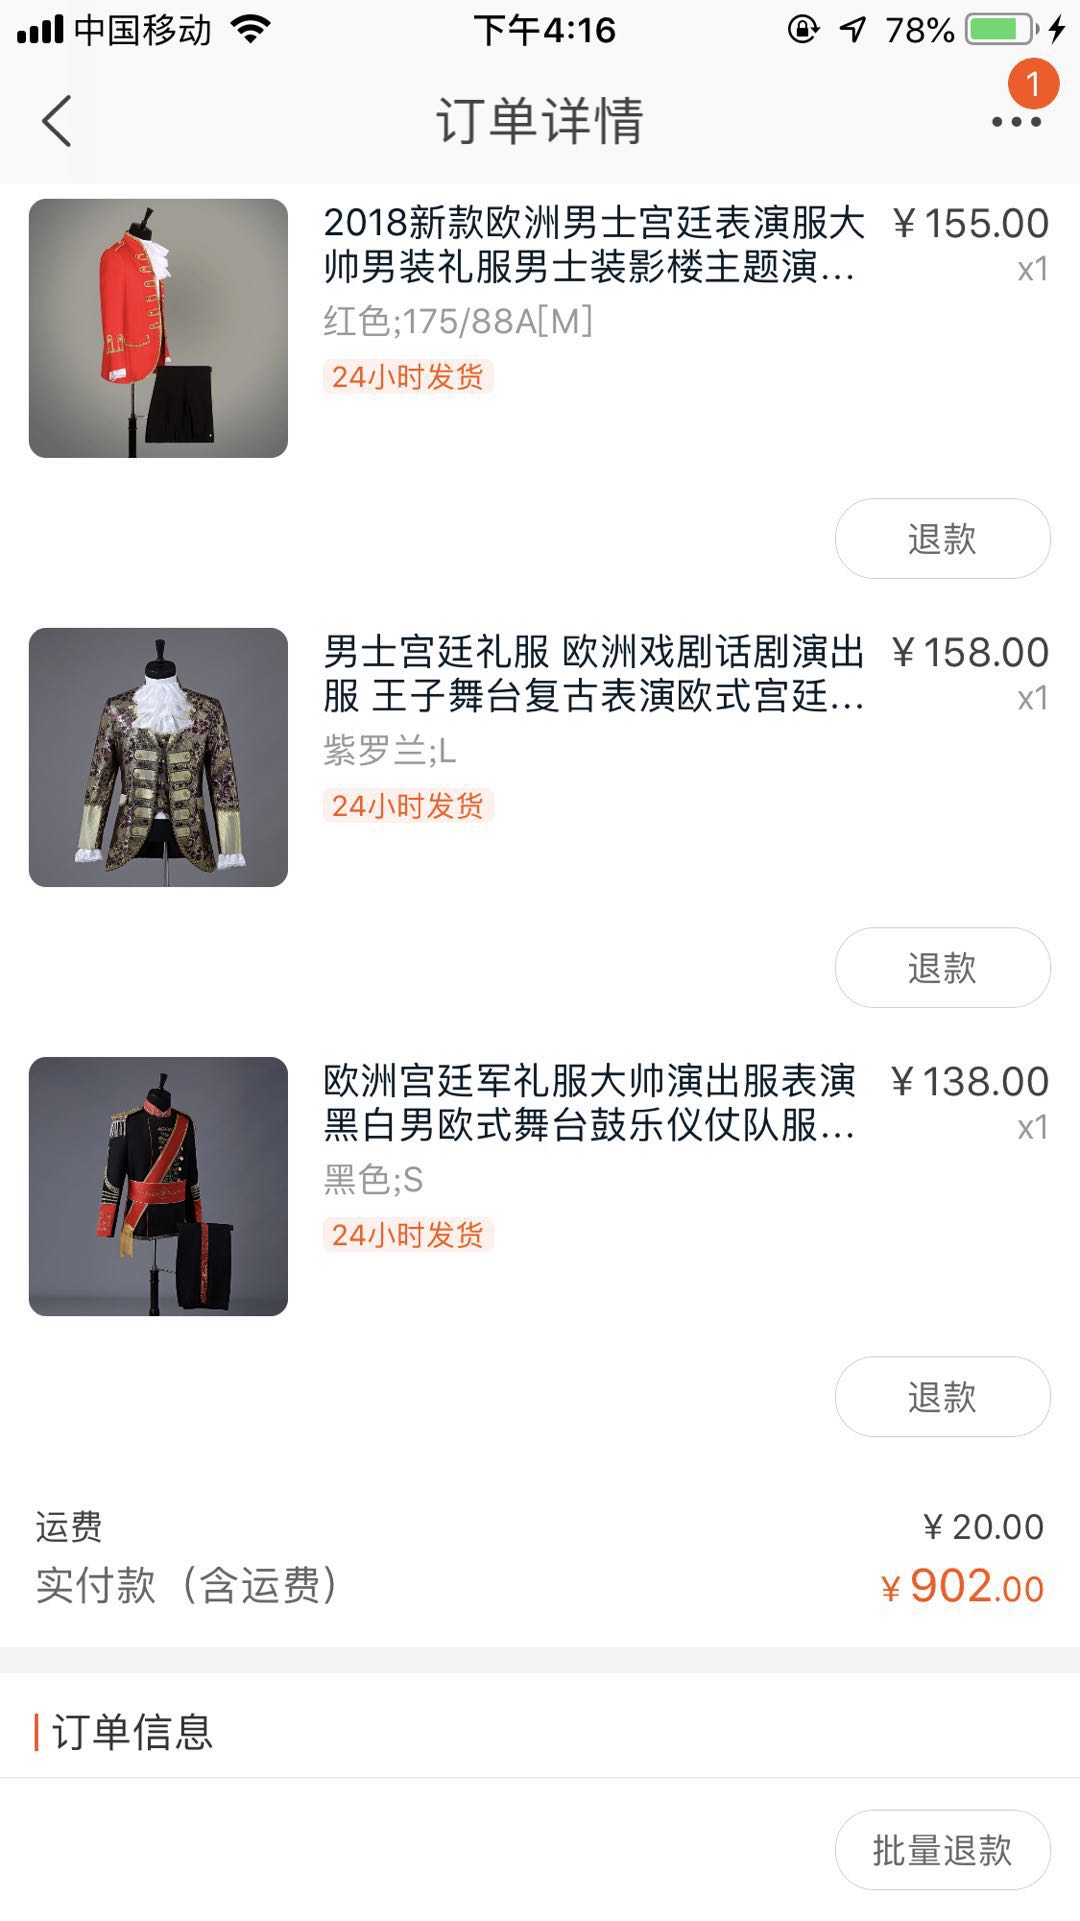 中国移动 下午4:16 78%
订单详情
1
2018新款欧洲男士宫廷表演服大 ¥155.00
帅男装礼服男士装影楼主题演... x1
红色;175/88A[M]
24小时发货
退款
男士宫廷礼服 欧洲戏剧话剧演出 ¥158.00
服 王子舞台复古表演欧式宫廷... x1
紫罗兰;L
24小时发货
退款
欧洲宫廷军礼服大帅演出服表演 ¥138.00
黑白男欧式舞台鼓乐仪仗队服... x1
黑色;S
24小时发货
退款
运费 ¥20.00
实付款（含运费） ¥902.00
订单信息
批量退款